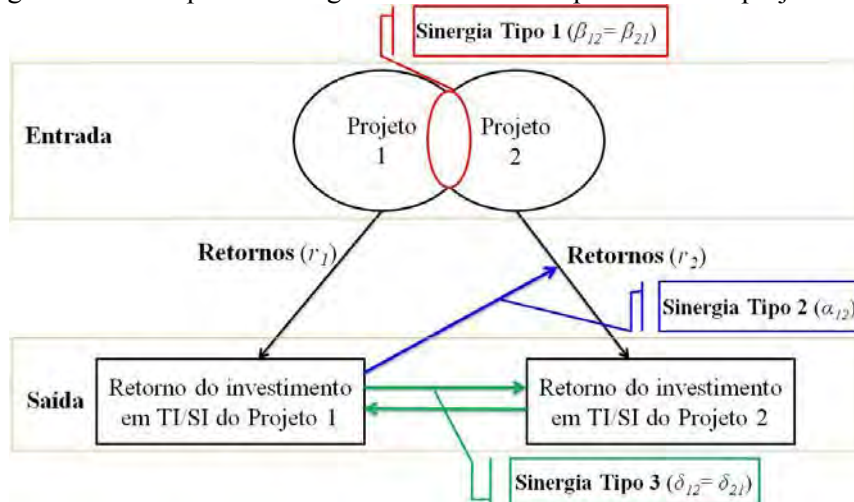 Sinergia Tipo 1 (β12= β21)
Projeto
1
Projeto
2
Entrada
Retornos (r1)
Retornos (r2)
Sinergia Tipo 2 (α12)
Saída
Retorno do investimento
em TI/SI do Projeto 1
Retorno do investimento
em TI/SI do Projeto 2
Sinergia Tipo 3 (δ12= δ21)